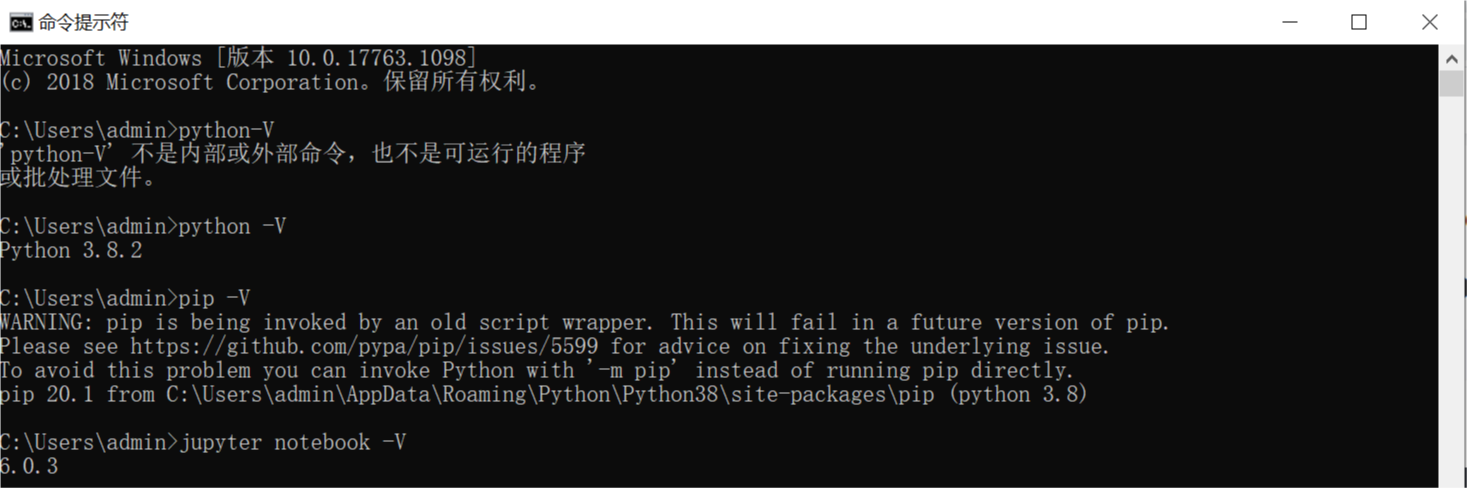 命令提示符
Microsoft Windows [版本 10.0.17763.1098]
(c) 2018 Microsoft Corporation。保留所有权利。
C:\Users\admin>python-V
'python-V' 不是内部或外部命令，也不是可运行的程序
或批处理文件。
C:\Users\admin>python -V
Python 3.8.2
C:\Users\admin>pip -V
WARNING: pip is being invoked by an old script wrapper. This will fail in a future version of pip.
Please see https://github.com/pypa/pip/issues/5599 for advice on fixing the underlying issue.
To avoid this problem you can invoke Python with '-m pip' instead of running pip directly.
pip 20.1 from C:\Users\admin\AppData\Roaming\Python\Python38\site-packages\pip (python 3.8)
C:\Users\admin>jupyter notebook -V
6.0.3